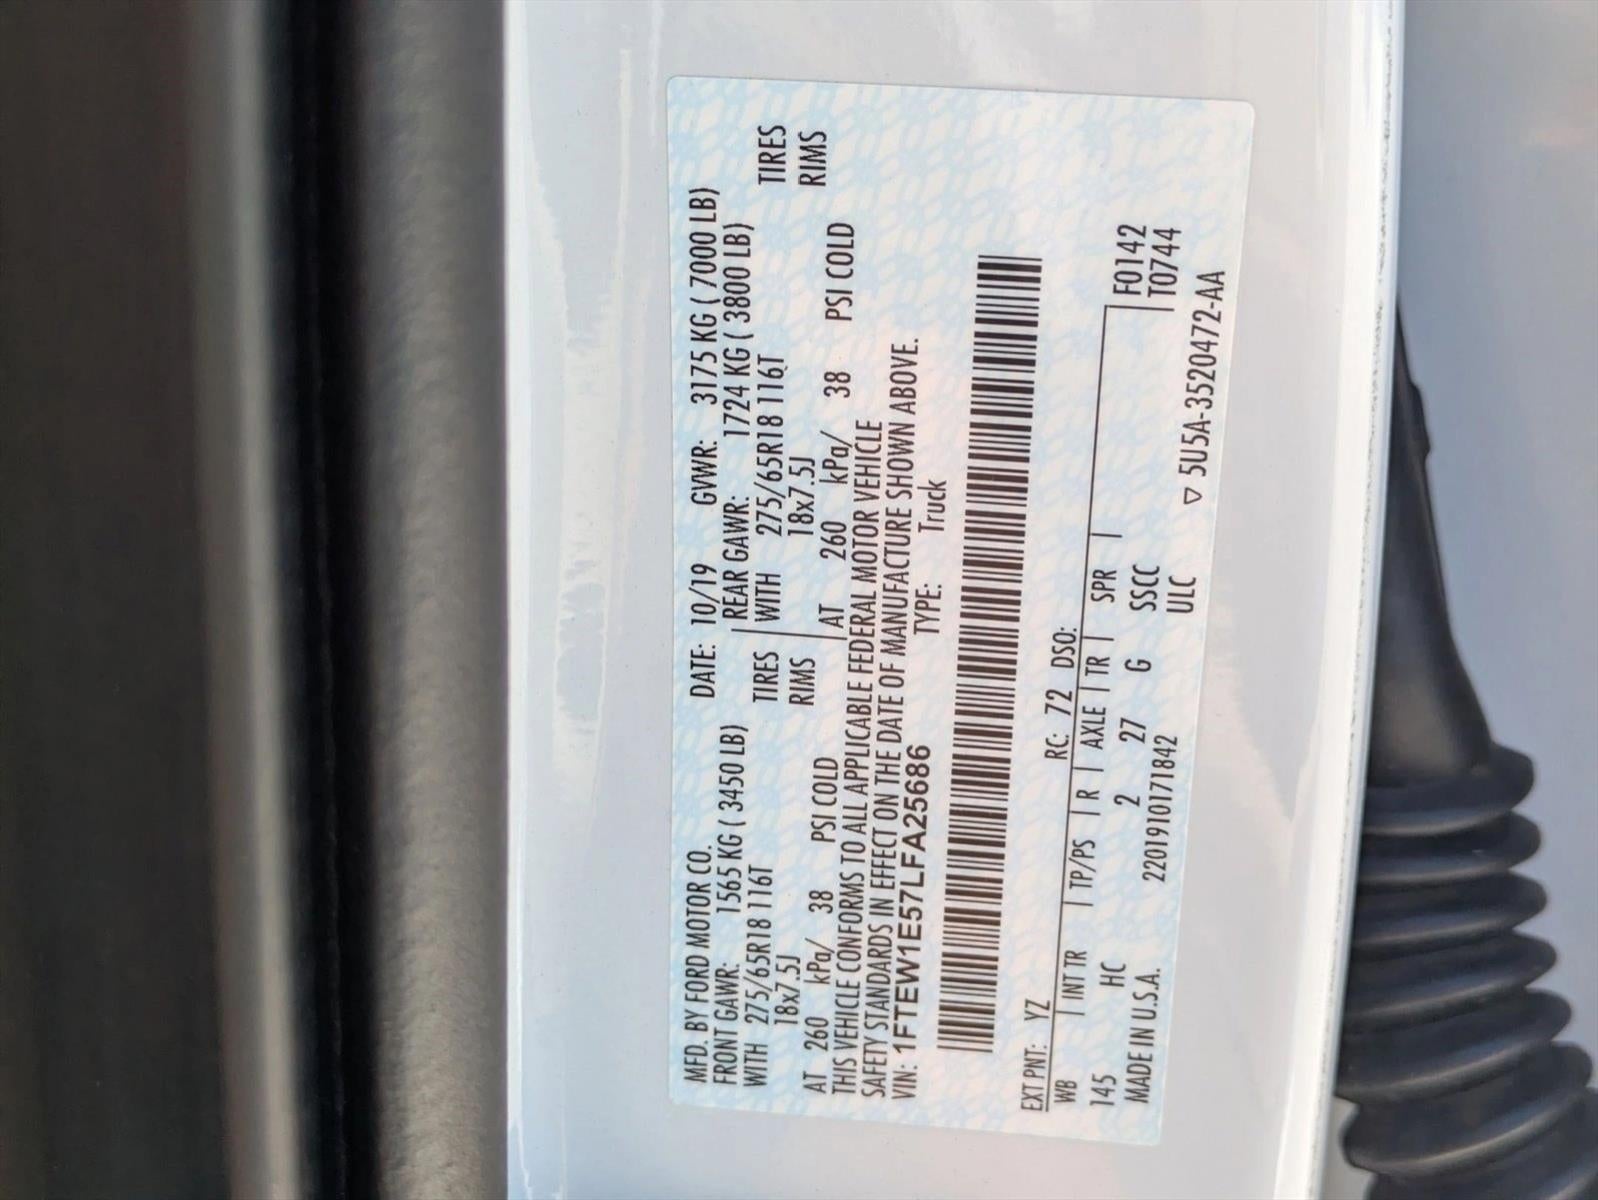 MFD. BY FORD MOTOR CO. DATE: 10/19 GVWR: 3175 KG ( 7000 LB)
FRONT GAWR: 1565 KG ( 3450 LB) REAR GAWR: 1724 KG ( 3800 LB)
WITH 275/65R18 116T TIRES WITH 275/65R18 116T TIRES
18x7.5J RIMS 18x7.5J RIMS
AT 260 kPa/ 38 PSI COLD AT 260 kPa/ 38 PSI COLD
THIS VEHICLE CONFORMS TO ALL APPLICABLE FEDERAL MOTOR VEHICLE
SAFETY STANDARDS IN EFFECT ON THE DATE OF MANUFACTURE SHOWN ABOVE.
VIN: 1FTEW1E57LFA25686 TYPE: Truck
EXT PNT: YZ RC: 72 DSO:
WB INT TR TP/PS R AXLE TR SPR F0142
145 HC 2 27 G SSCC T0744
MADE IN U.S.A. 2201910171842 ULC
▽ 5U5A-3520472-AA